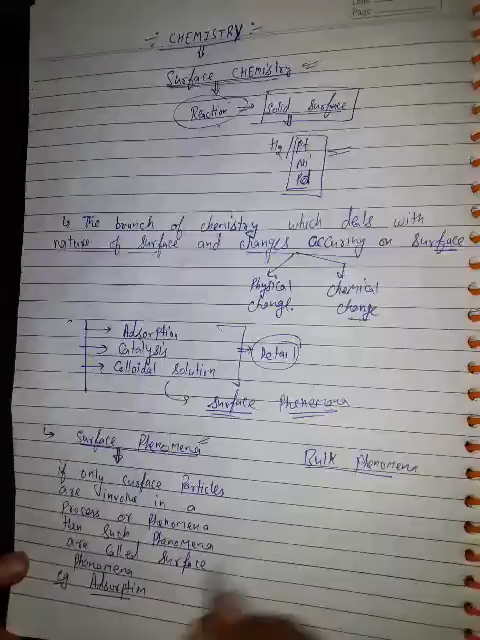 -: CHEMISTRY :-
Surface CHEMistry
Reaction → Solid Surface
H2 / Pt
Ni
Pd
↳ The branch of chemistry which deals with
nature of surface and changes occuring on surface
Physical change
Chemical change
→ Adsorption
→ Catalysis ⇒ Detail
→ Colloidal Solution
↳ Surface Phenomena
↳ Surface Phenomena
Bulk Phenomena
if only surface Particles
are involve in a
Process or Phenomena
then such Phenomena
are called Surface
Phenomena
eg Adsorption